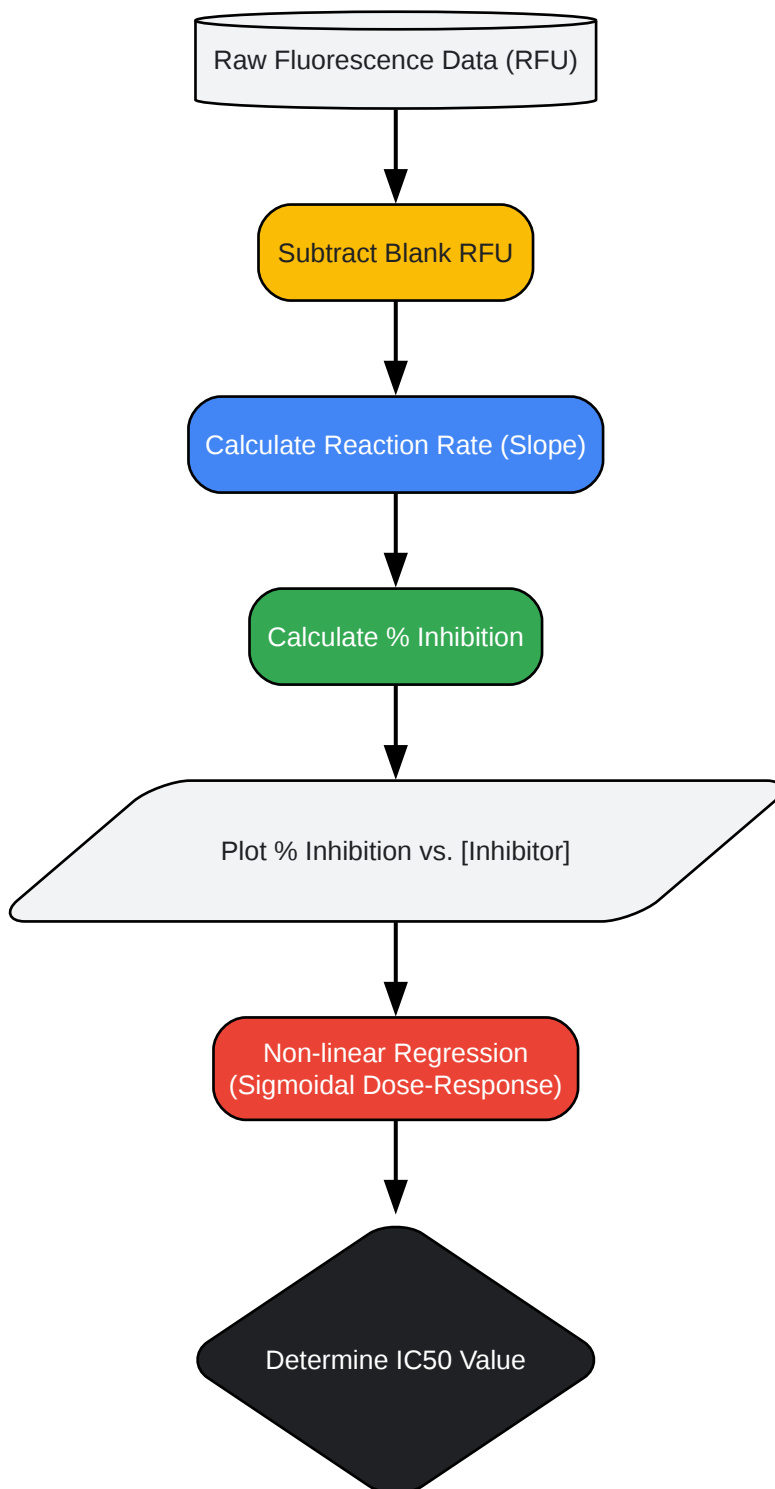 Raw Fluorescence Data (RFU)
Subtract Blank RFU
Calculate Reaction Rate (Slope)
Calculate % Inhibition
Plot % Inhibition vs. [Inhibitor]
Non-linear Regression
(Sigmoidal Dose-Response)
Determine IC50 Value